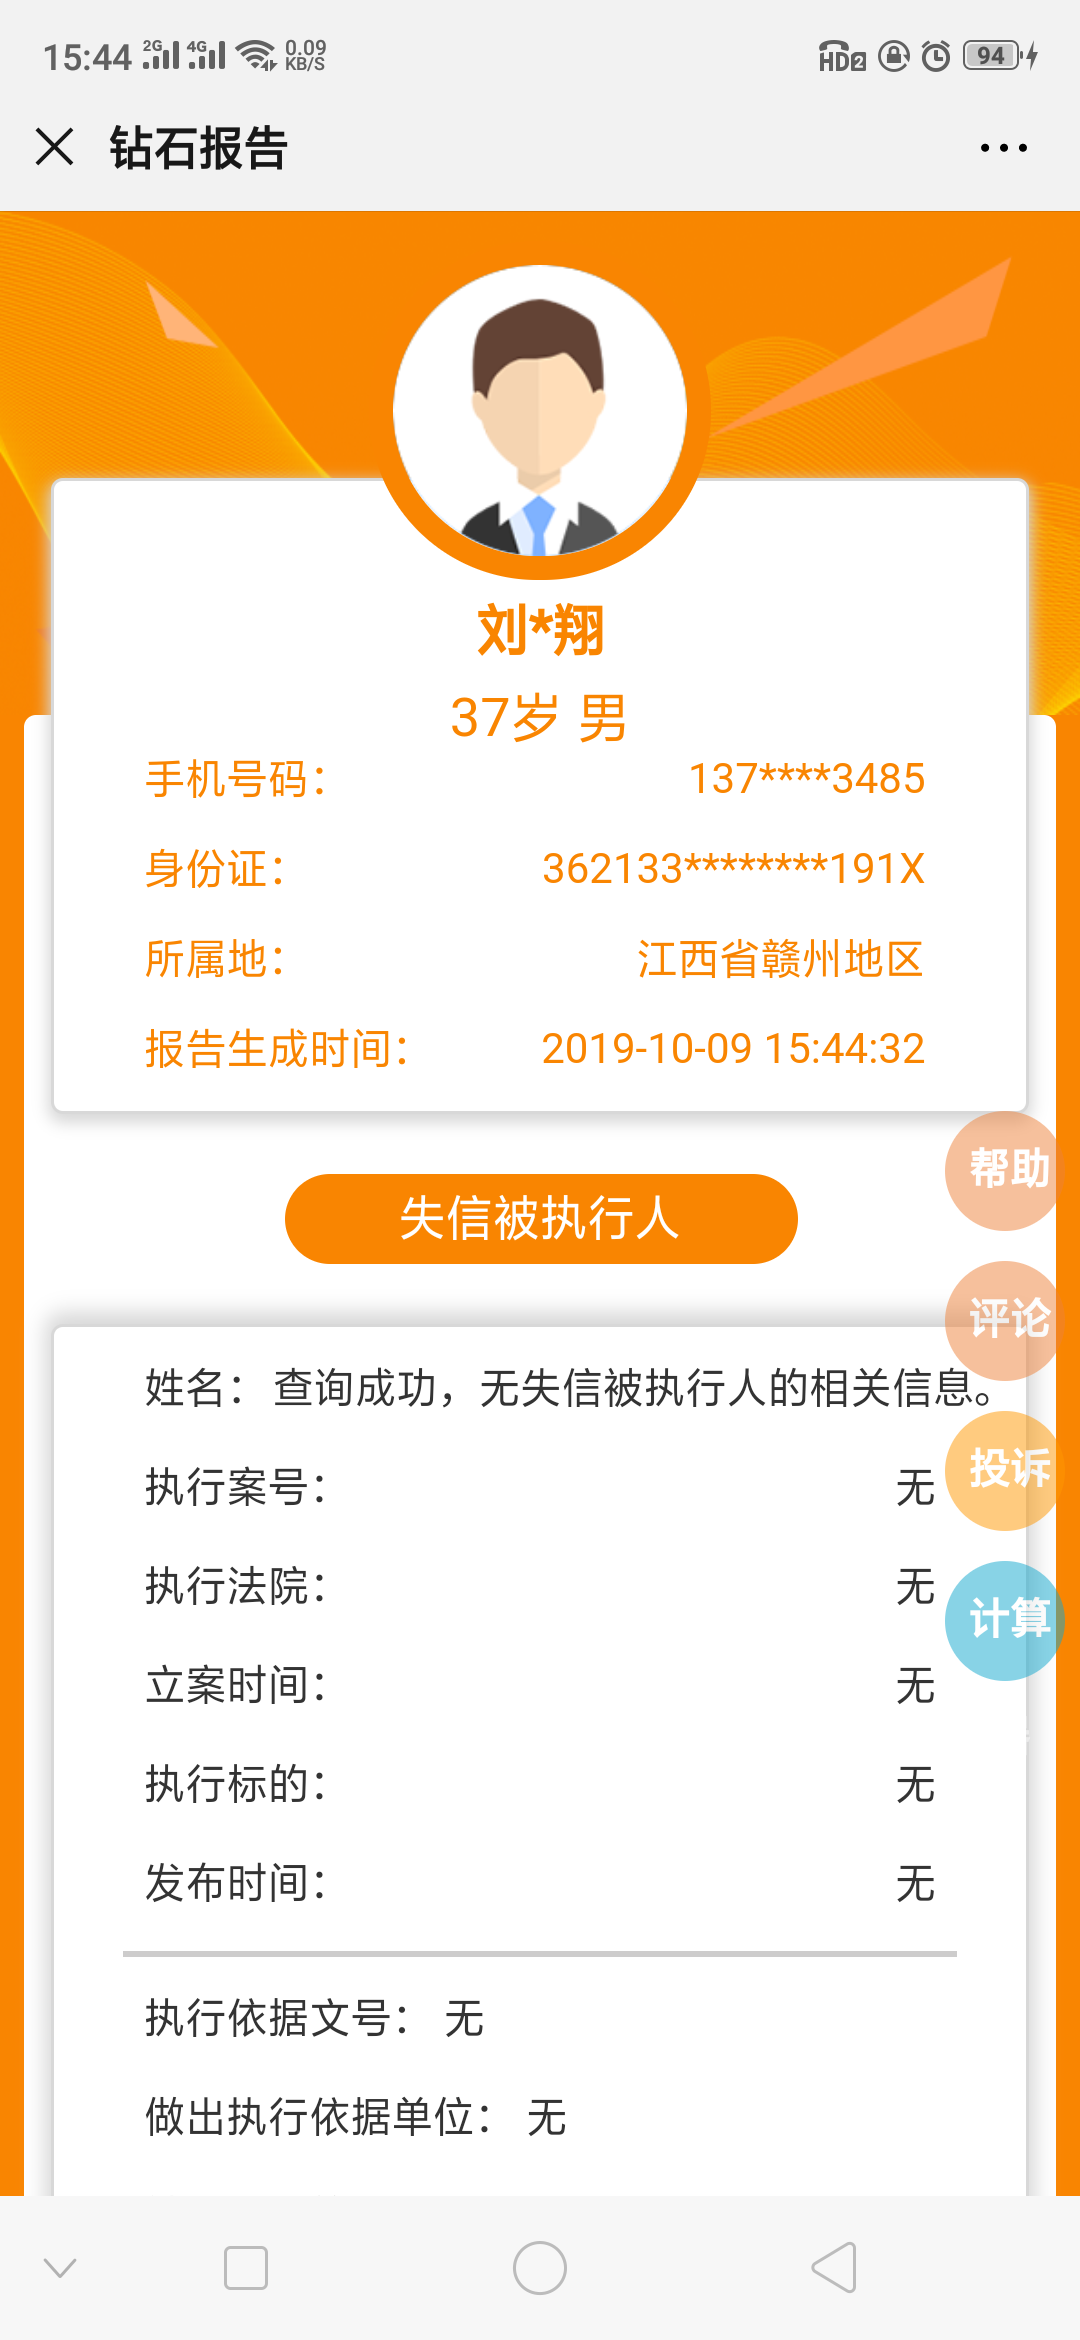 15:44 2G 4G 0.09 KB/S HD2 94
钻石报告
刘*翔
37岁 男
手机号码： 137****3485
身份证： 362133********191X
所属地： 江西省赣州地区
报告生成时间： 2019-10-09 15:44:32
帮助
失信被执行人
评论
姓名： 查询成功，无失信被执行人的相关信息。
投诉
执行案号： 无
执行法院： 无
计算
立案时间： 无
执行标的： 无
发布时间： 无
执行依据文号： 无
做出执行依据单位： 无